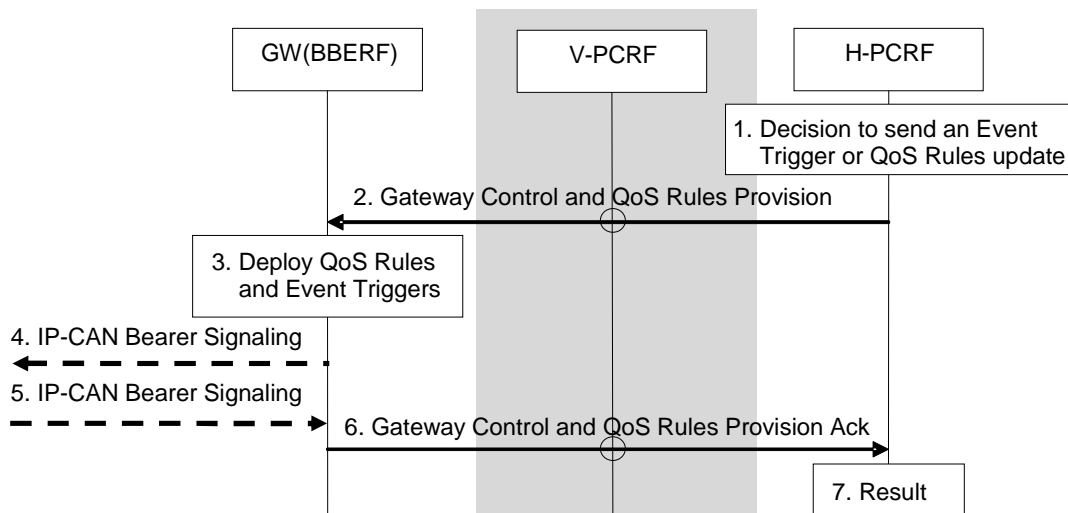 GW(BBERF)
V-PCRF
H-PCRF
1. Decision to send an Event
Trigger or QoS Rules update
2. Gateway Control and QoS Rules Provision
3. Deploy QoS Rules
and Event Triggers
4. IP-CAN Bearer Signaling
5. IP-CAN Bearer Signaling
6. Gateway Control and QoS Rules Provision Ack
7. Result